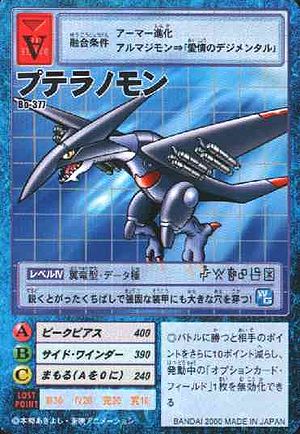 A
融合条件
アーマー進化
アルマジモン⇒「愛情のデジメンタル」
プテラノモン
Bo-377
レベルⅣ 翼竜型・データ種
鋭くとがったくちばしで強固な装甲にも大きな穴を穿つ!
A ピークピアス 400
B サイド・ワインダー 390
C まもる(Aを0に) 240
◎バトルに勝つと相手の
ポイントをさらに10ポイント減らし、
発動中の「オプションカード・
フィールド」1枚を無効化でき
る
LOST
POINT
©本郷あきよし・東映アニメーション
BANDAI 2000 MADE IN JAPAN